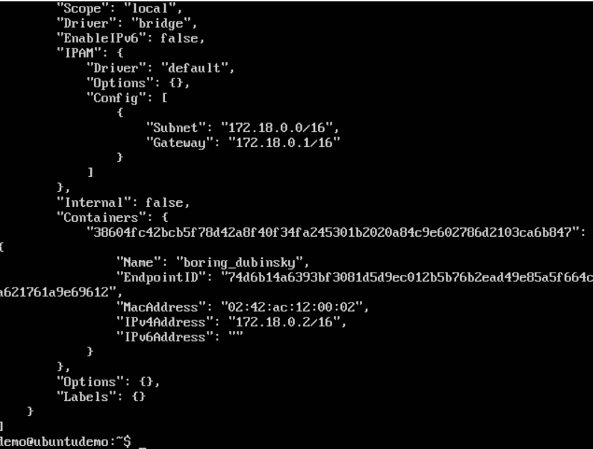 "Scope": "local",
"Driver": "bridge",
"EnableIPv6": false,
"IPAM": {
"Driver": "default",
"Options": {},
"Config": [
{
"Subnet": "172.18.0.0/16",
"Gateway": "172.18.0.1/16"
}
]
},
"Internal": false,
"Containers": {
"38604fc42bcb5f78d42a8f40f34fa245301b2020a84c9e602786d2103ca6b847":
{
"Name": "boring_dubinsky",
"EndpointID": "74d6b14a6393bf3081d5d9ec012b5b76b2ead49e85a5f664c
a621761a9e69612",
"MacAddress": "02:42:ac:12:00:02",
"IPv4Address": "172.18.0.2/16",
"IPv6Address": ""
}
},
"Options": {},
"Labels": {}
}
]
demo@ubuntudemo:~$ _